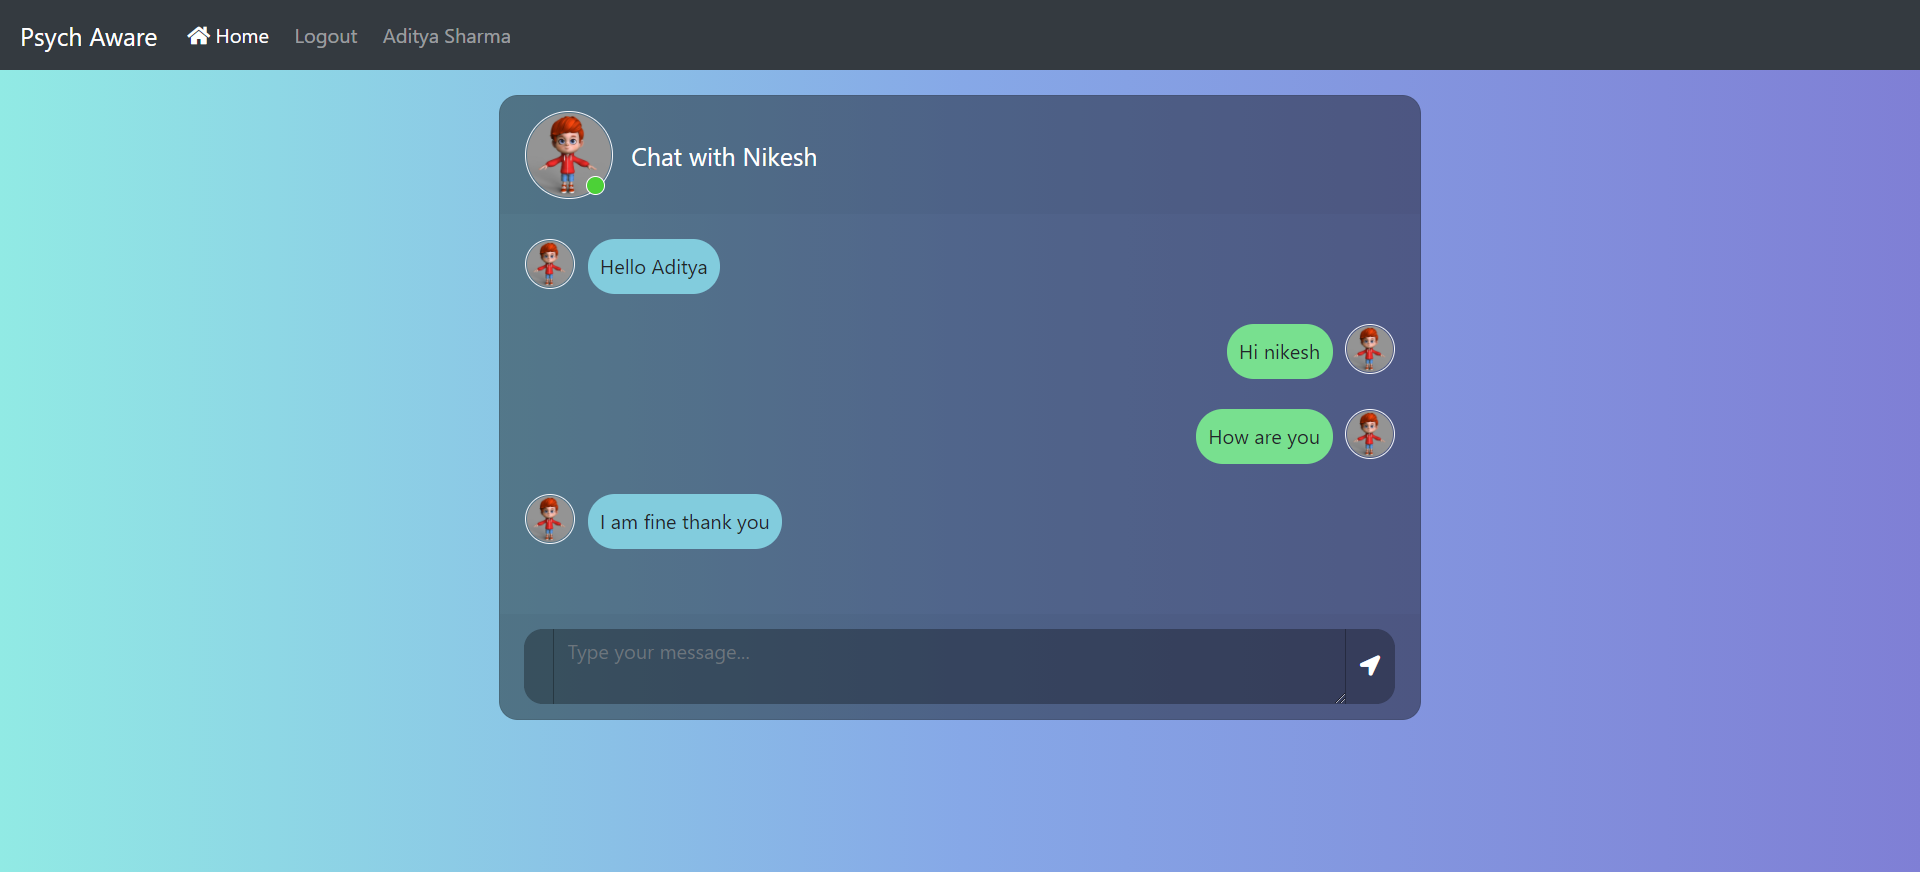 Psych Aware Home Logout Aditya Sharma
Chat with Nikesh
Hello Aditya
Hi nikesh
How are you
I am fine thank you
Type your message...